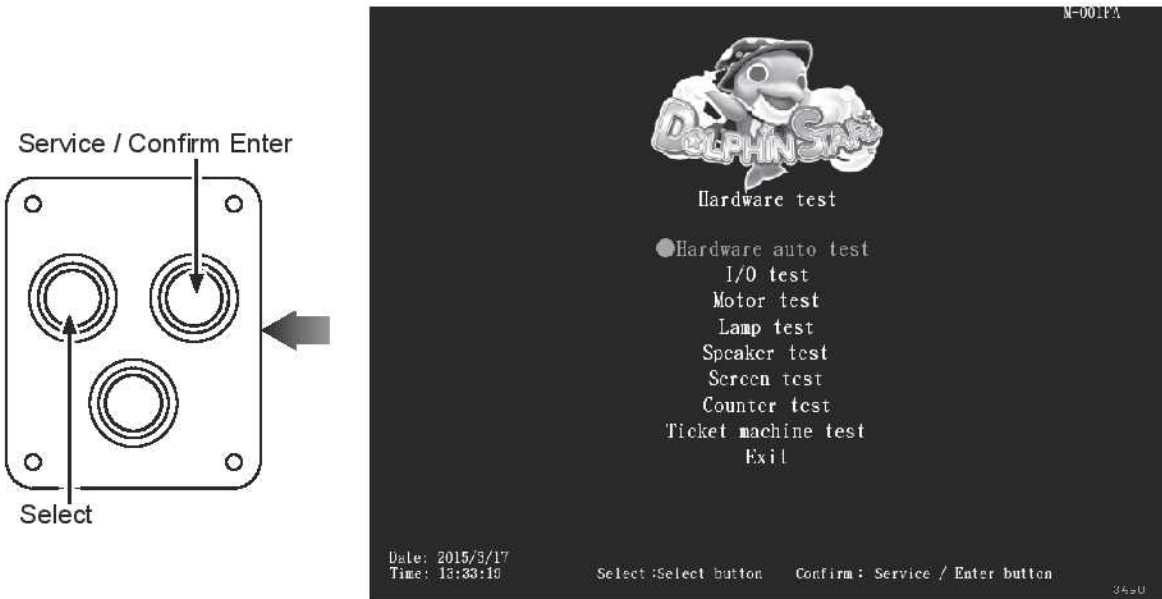 Service / Confirm Enter
Select
DOLPHIN STAR
Hardware test
Hardware auto test
I/O test
Motor test
Lamp test
Speaker test
Screen test
Counter test
Ticket machine test
Exit
Date: 2015/3/17
Time: 13:33:19
Select :Select button Confirm : Service / Enter button